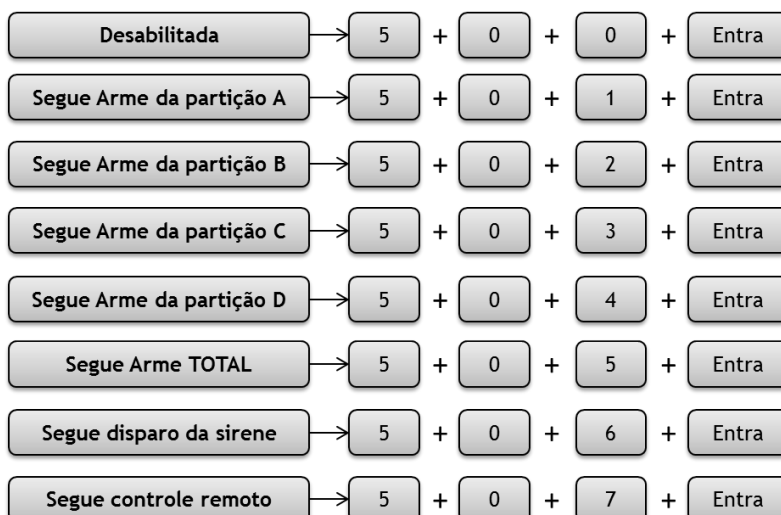 Desabilitada 5 + 0 + 0 + Entra
Segue Arme da partição A 5 + 0 + 1 + Entra
Segue Arme da partição B 5 + 0 + 2 + Entra
Segue Arme da partição C 5 + 0 + 3 + Entra
Segue Arme da partição D 5 + 0 + 4 + Entra
Segue Arme TOTAL 5 + 0 + 5 + Entra
Segue disparo da sirene 5 + 0 + 6 + Entra
Segue controle remoto 5 + 0 + 7 + Entra